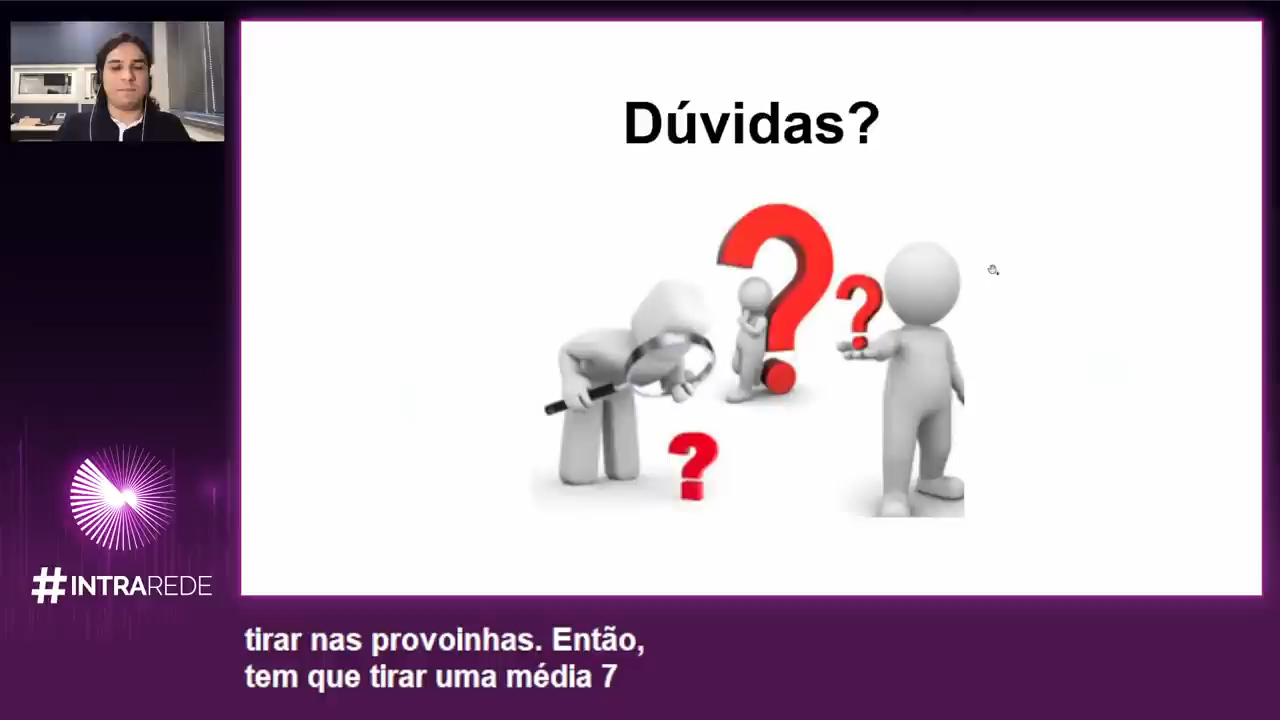 Dúvidas?
#INTRAREDE
tirar nas provoinhas. Então,
tem que tirar uma média 7